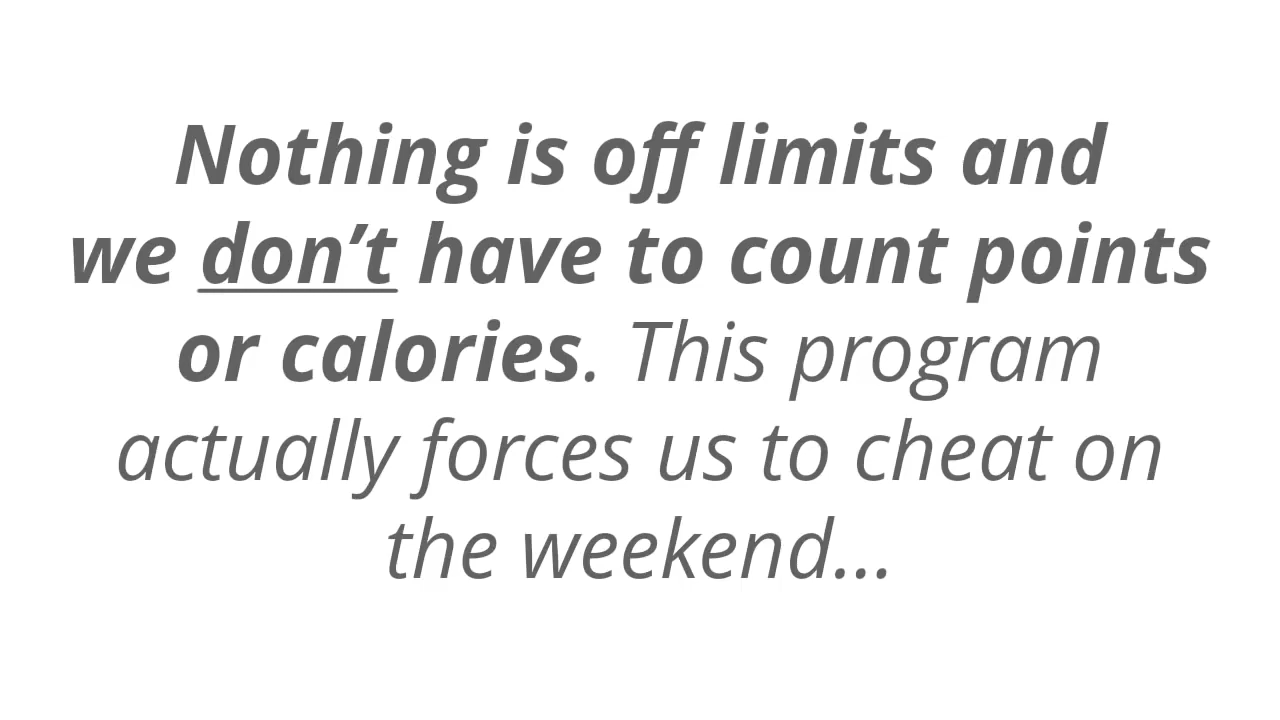 Nothing is off limits and
we don’t have to count points
or calories. This program
actually forces us to cheat on
the weekend...